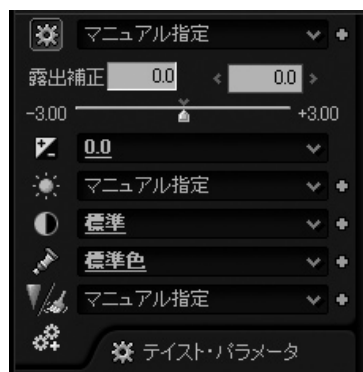 マニュアル指定
露出補正 0.0 0.0
-3.00 +3.00
0.0
マニュアル指定
標準
標準色
マニュアル指定
テイスト・パラメータ